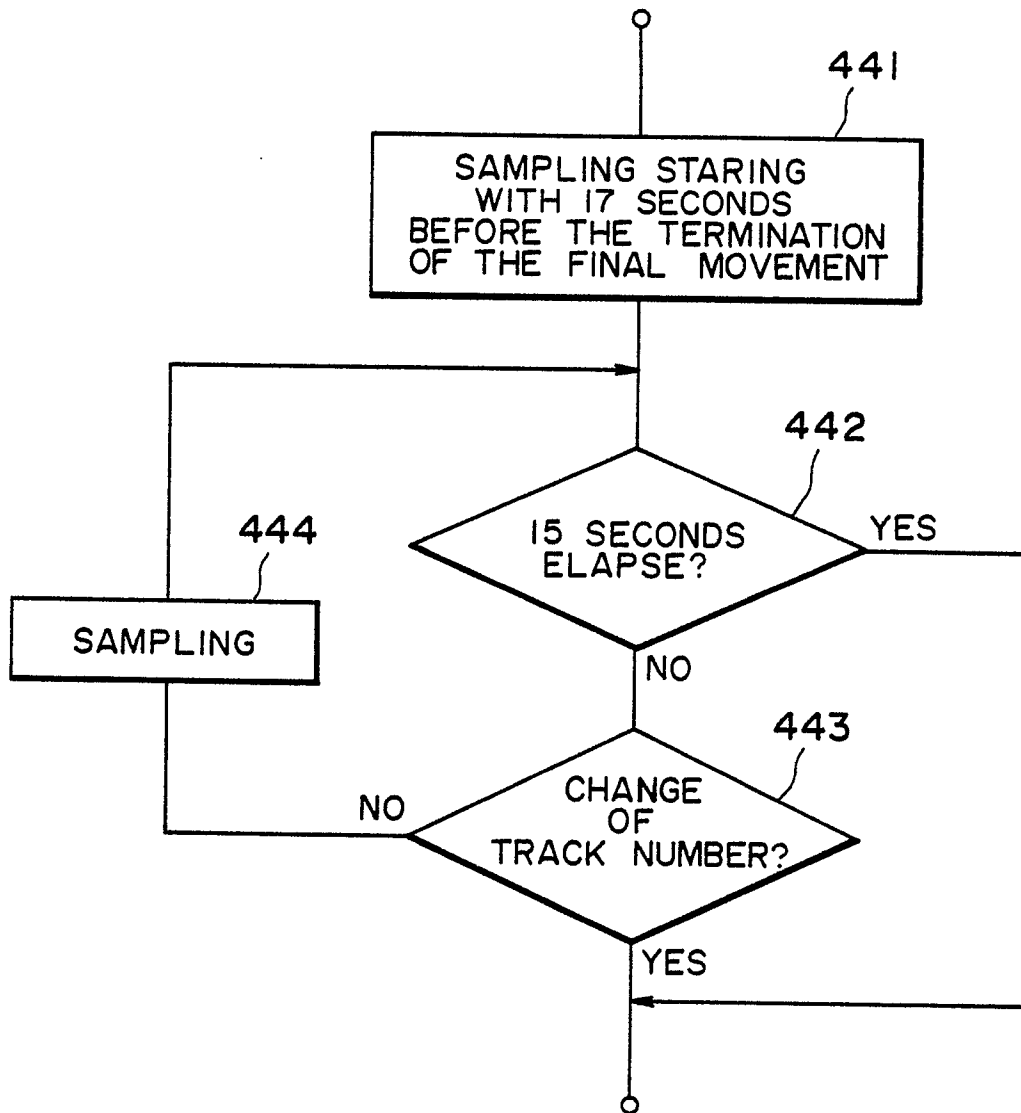 441
SAMPLING STARING
WITH 17 SECONDS
BEFORE THE TERMINATION
OF THE FINAL MOVEMENT
442
15 SECONDS
ELAPSE?
YES
444
SAMPLING
NO
443
CHANGE
OF
TRACK NUMBER?
NO
YES